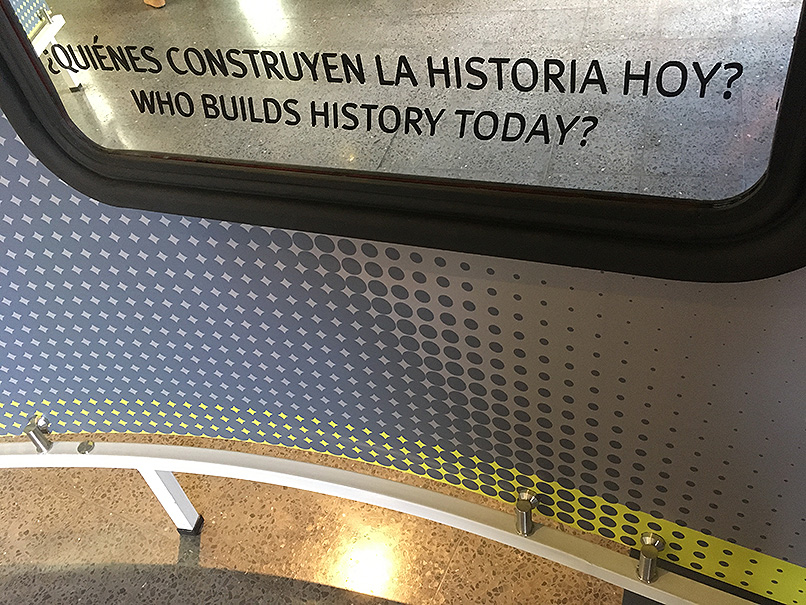 ¿QUIÉNES CONSTRUYEN LA HISTORIA HOY?
WHO BUILDS HISTORY TODAY?